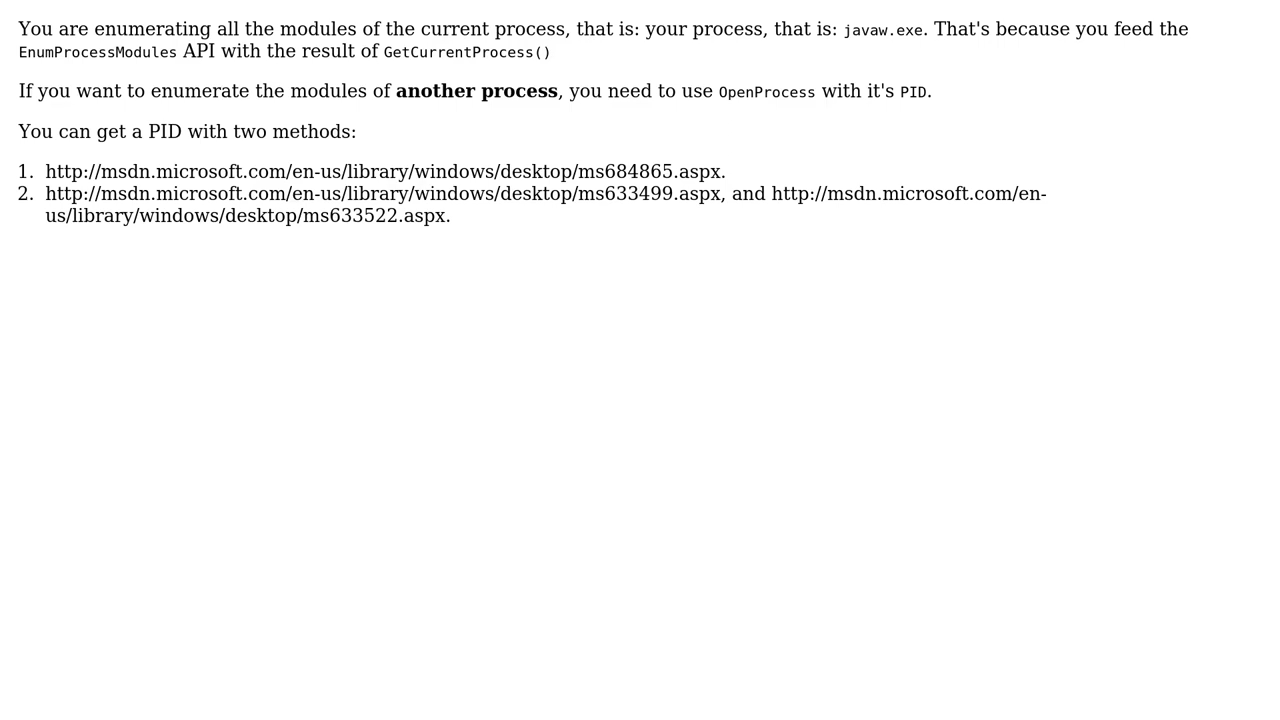 You are enumerating all the modules of the current process, that is: your process, that is: javaw.exe. That's because you feed the
EnumProcessModules API with the result of GetCurrentProcess()
If you want to enumerate the modules of another process, you need to use OpenProcess with it's PID.
You can get a PID with two methods:
1. http://msdn.microsoft.com/en-us/library/windows/desktop/ms684865.aspx.
2. http://msdn.microsoft.com/en-us/library/windows/desktop/ms633499.aspx, and http://msdn.microsoft.com/en-
us/library/windows/desktop/ms633522.aspx.